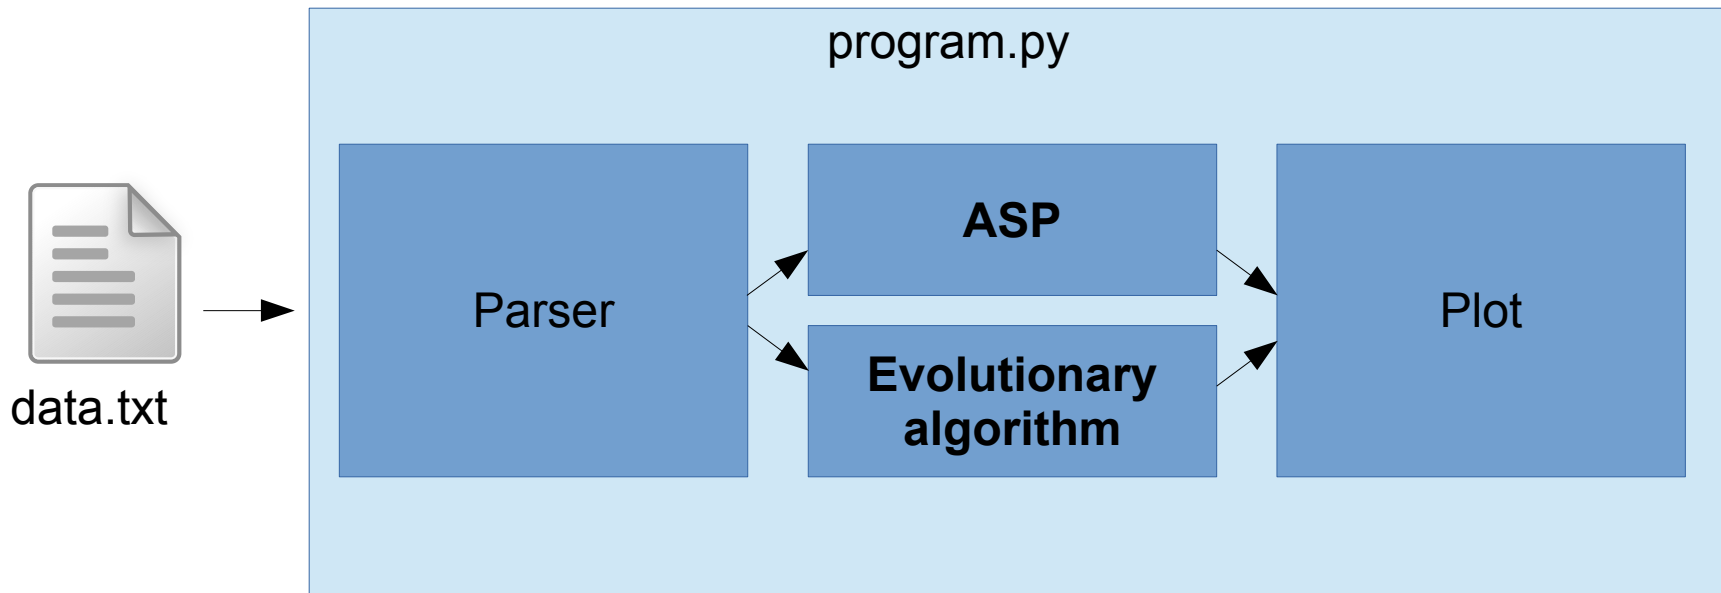 program.py
data.txt
Parser
ASP
Evolutionary
algorithm
Plot